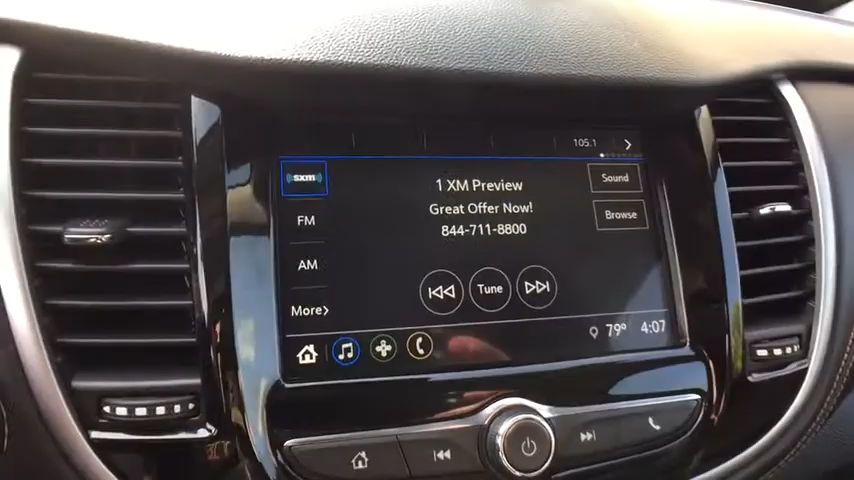 105.1
sxm
1 XM Preview
Sound
FM
Great Offer Now!
Browse
844-711-8800
AM
Tune
More
79° 4:07